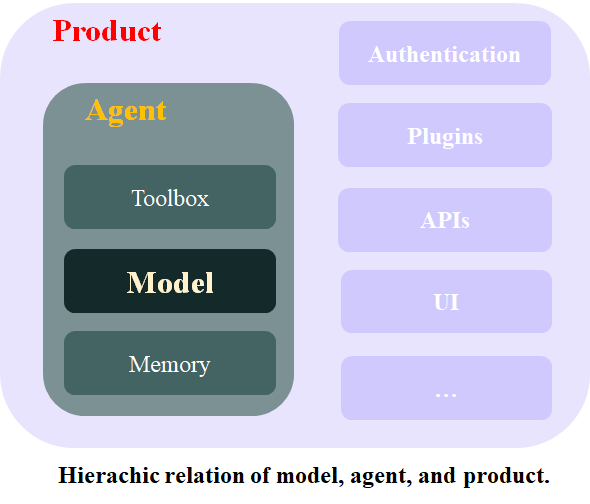 Product
Agent
Toolbox
Model
Memory
Authentication
Plugins
APIs
UI
...
Hierachic relation of model, agent, and product.